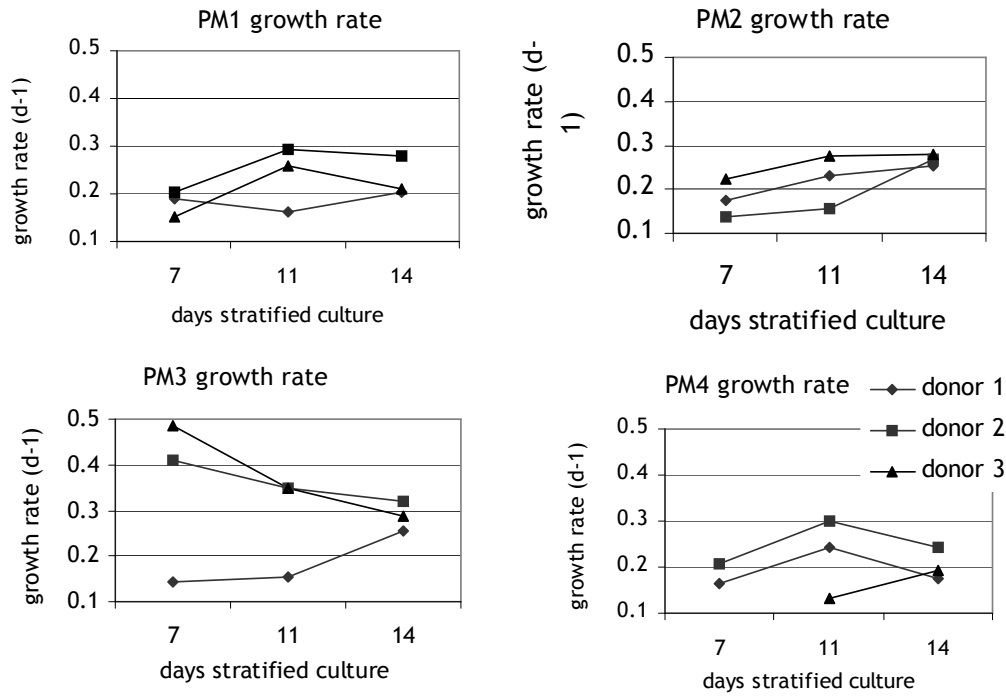 PM1 growth rate
growth rate (d-1)
0.5
0.4
0.3
0.2
0.1
7 11 14
days stratified culture
PM2 growth rate
growth rate (d-
1)
0.5
0.4
0.3
0.2
0.1
7 11 14
days stratified culture
PM3 growth rate
growth rate (d-1)
0.5
0.4
0.3
0.2
0.1
7 11 14
days stratified culture
PM4 growth rate
growth rate (d-1)
0.5
0.4
0.3
0.2
0.1
7 11 14
days stratified culture
donor 1
donor 2
donor 3